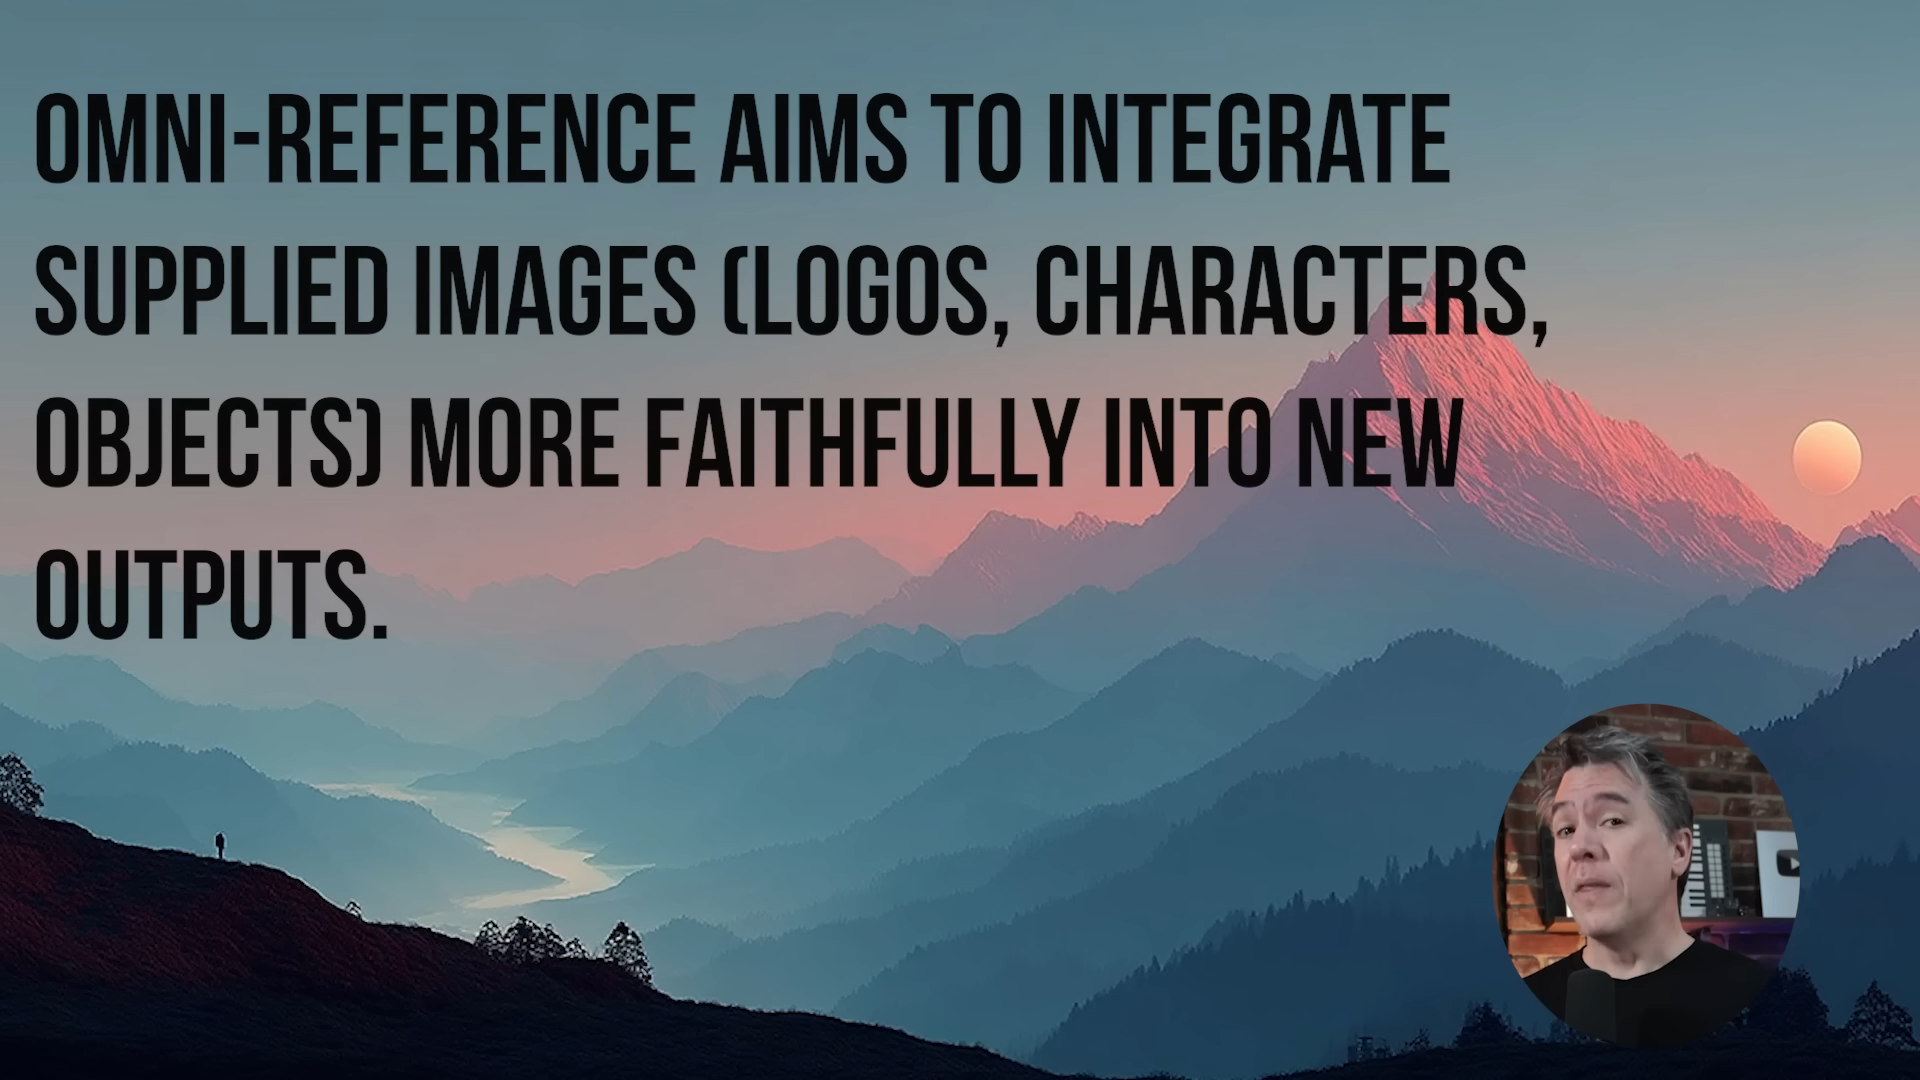 OMNI-REFERENCE AIMS TO INTEGRATE
SUPPLIED IMAGES (LOGOS, CHARACTERS,
OBJECTS) MORE FAITHFULLY INTO NEW
OUTPUTS.